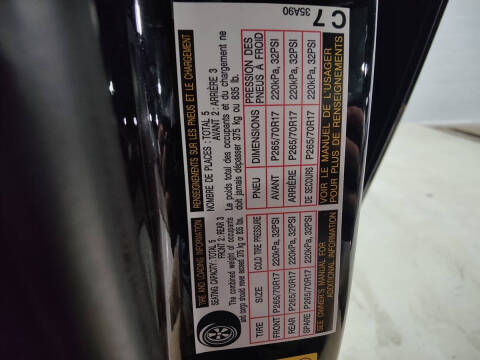 TIRE AND LOADING INFORMATION
SEATING CAPACITY: TOTAL 5
FRONT 2: REAR 3
The combined weight of occupants
and cargo should never exceed 375 kg or 835 lbs.
TIRE SIZE COLD TIRE PRESSURE
FRONT P265/70R17 220kPa, 32PSI
REAR P265/70R17 220kPa, 32PSI
SPARE P265/70R17 220kPa, 32PSI
SEE OWNER'S MANUAL FOR
ADDITIONAL INFORMATION
RENSEIGNEMENTS SUR LES PNEUS ET LE CHARGEMENT
NOMBRE DE PLACES : TOTAL 5
AVANT 2 : ARRIÈRE 3
Le poids total des occupants et du chargement ne
doit jamais dépasser 375 kg ou 835 lb.
PNEU DIMENSIONS PRESSION DES
PNEUS À FROID
AVANT P265/70R17 220kPa, 32PSI
ARRIÈRE P265/70R17 220kPa, 32PSI
DE SECOURS P265/70R17 220kPa, 32PSI
VOIR LE MANUEL DE L'USAGER
POUR PLUS DE RENSEIGNEMENTS
C 7
35A90